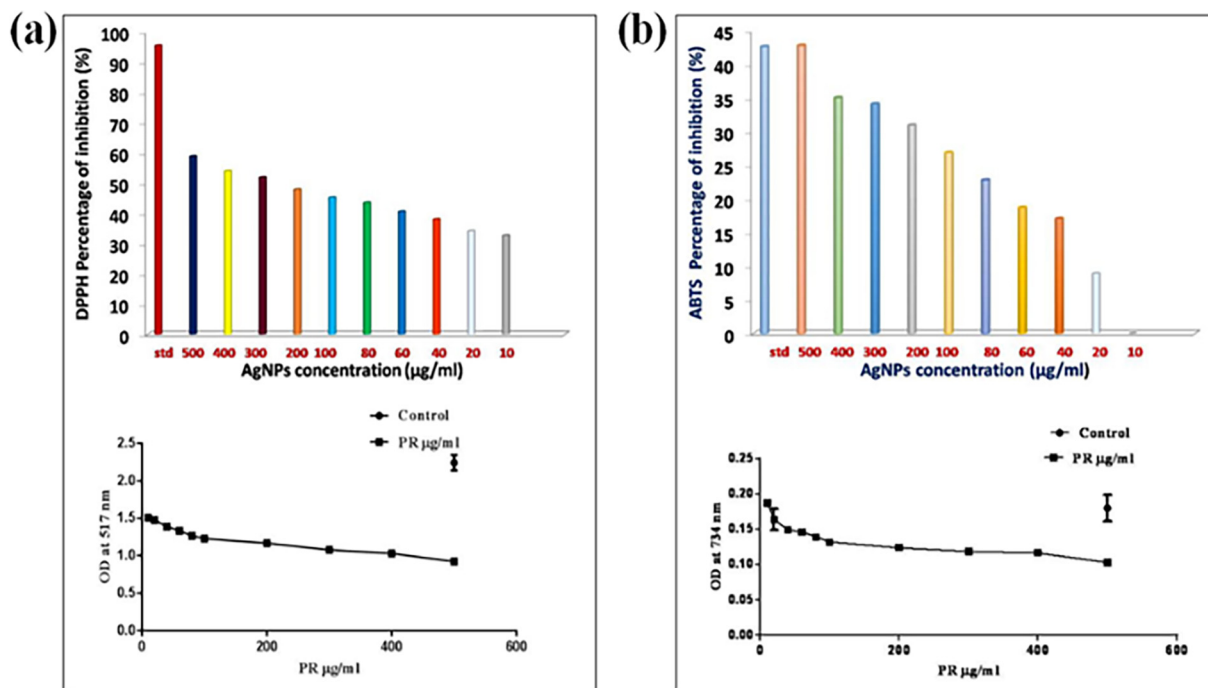 (a)
DPPH Percentage of inhibition (%)
100
90
80
70
60
50
40
30
20
10
0
std 500 400 300 200 100 80 60 40 20 10
AgNPs concentration (µg/ml)
Control
PR µg/ml
OD at 517 nm
2.5
2.0
1.5
1.0
0.5
0.0
0 200 400 600
PR µg/ml
(b)
ABTS Percentage of inhibition (%)
45
40
35
30
25
20
15
10
5
0
std 500 400 300 200 100 80 60 40 20 10
AgNPs concentration (µg/ml)
Control
PR µg/ml
OD at 734 nm
0.25
0.20
0.15
0.10
0.05
0.00
0 200 400 600
PR µg/ml